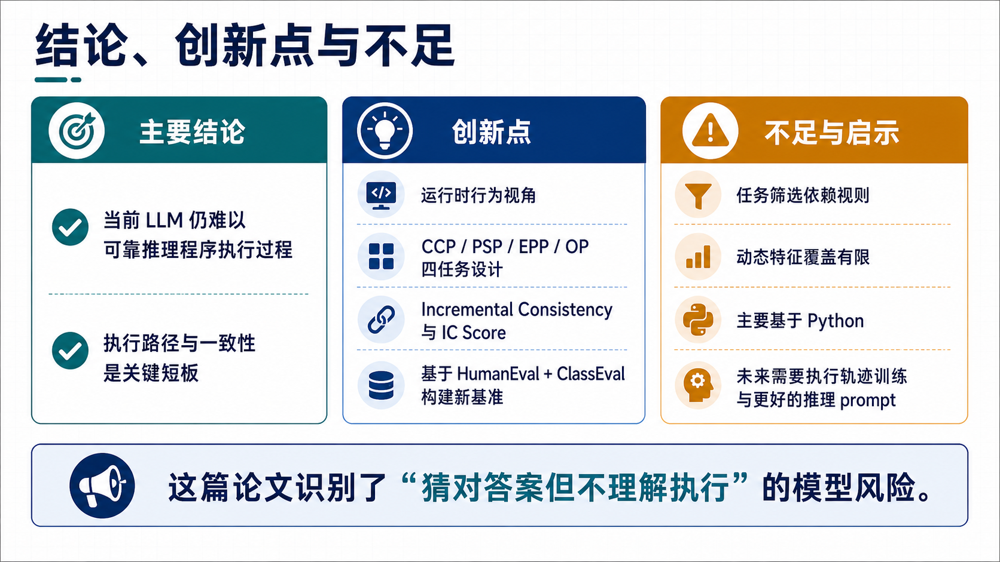 结论、创新点与不足
主要结论
当前 LLM 仍难以
可靠推理程序执行过程
执行路径与一致性
是关键短板
创新点
</>
运行时行为视角
CCP / PSP / EPP / OP
四任务设计
Incremental Consistency
与 IC Score
基于 HumanEval + ClassEval
构建新基准
不足与启示
任务筛选依赖视则
动态特征覆盖有限
主要基于 Python
未来需要执行轨迹训练
与更好的推理 prompt
这篇论文识别了“猜对答案但不理解执行”的模型风险。